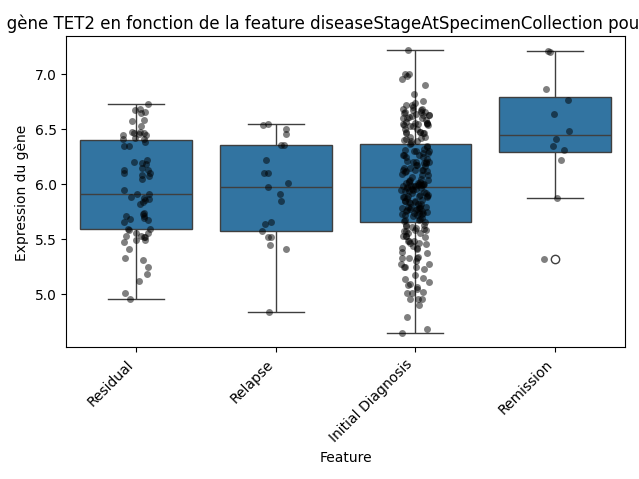 gène TET2 en fonction de la feature diseaseStageAtSpecimenCollection pou
Expression du gène
7.0
6.5
6.0
5.5
5.0
Residual
Relapse
Initial Diagnosis
Remission
Feature